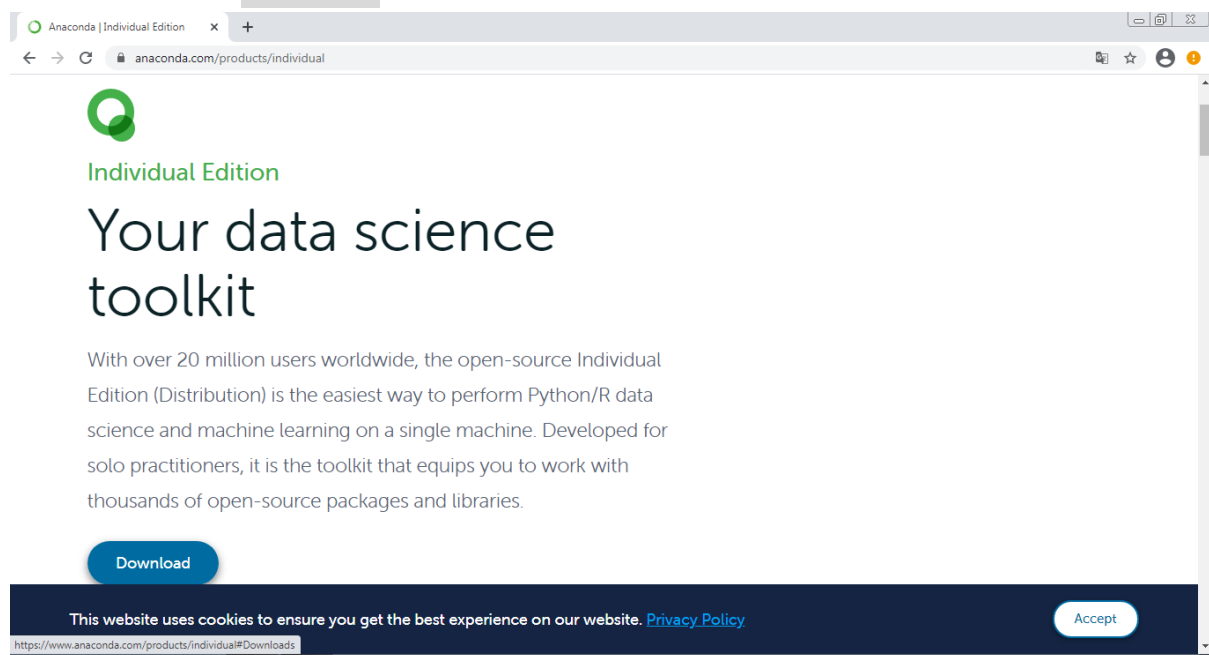 Anaconda | Individual Edition
anaconda.com/products/individual
Individual Edition
Your data science
toolkit
With over 20 million users worldwide, the open-source Individual
Edition (Distribution) is the easiest way to perform Python/R data
science and machine learning on a single machine. Developed for
solo practitioners, it is the toolkit that equips you to work with
thousands of open-source packages and libraries.
Download
This website uses cookies to ensure you get the best experience on our website. Privacy Policy
Accept
https://www.anaconda.com/products/individual#Downloads